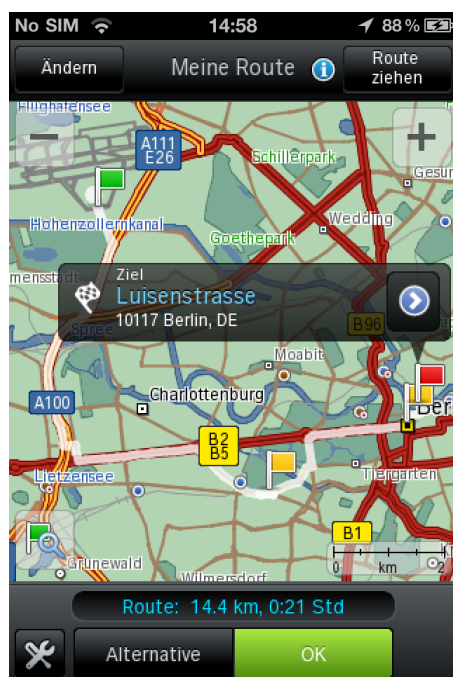 No SIM 14:58 88%
Ändern Meine Route Route
ziehen
Flughafensee
A111
E26
Schillerpark
Hohenzollernkanal
Wedding
Goethepark
Ziel
Luisenstrasse
10117 Berlin, DE
Spree
B96
Moabit
A100
Charlottenburg
Ber
B2
B5
Lietzensee
Tiergarten
B1
Grunewald
0 km 2
Wilmersdorf
Route: 14.4 km, 0:21 Std
Alternative OK